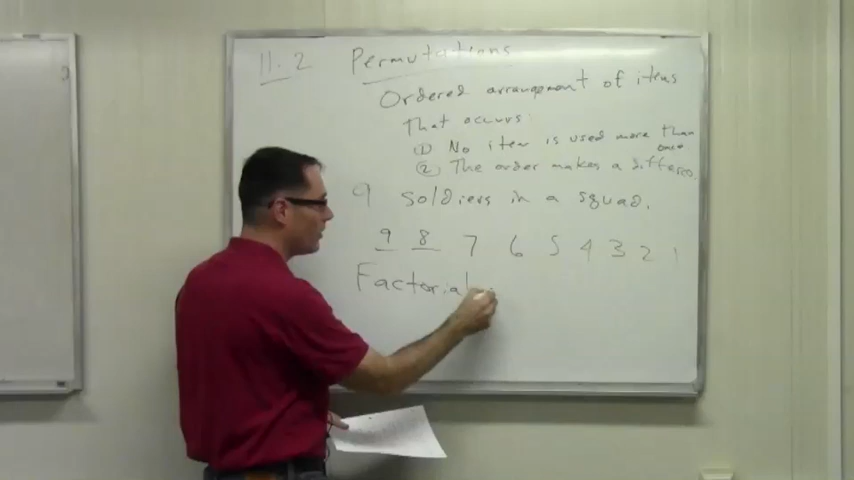 11.2 Permutations
Ordered arrangement of items
that occurs:
① No item is used more than once
② The order makes a difference.
9 soldiers in a squad.
9 8 7 6 5 4 3 2 1
Factorial